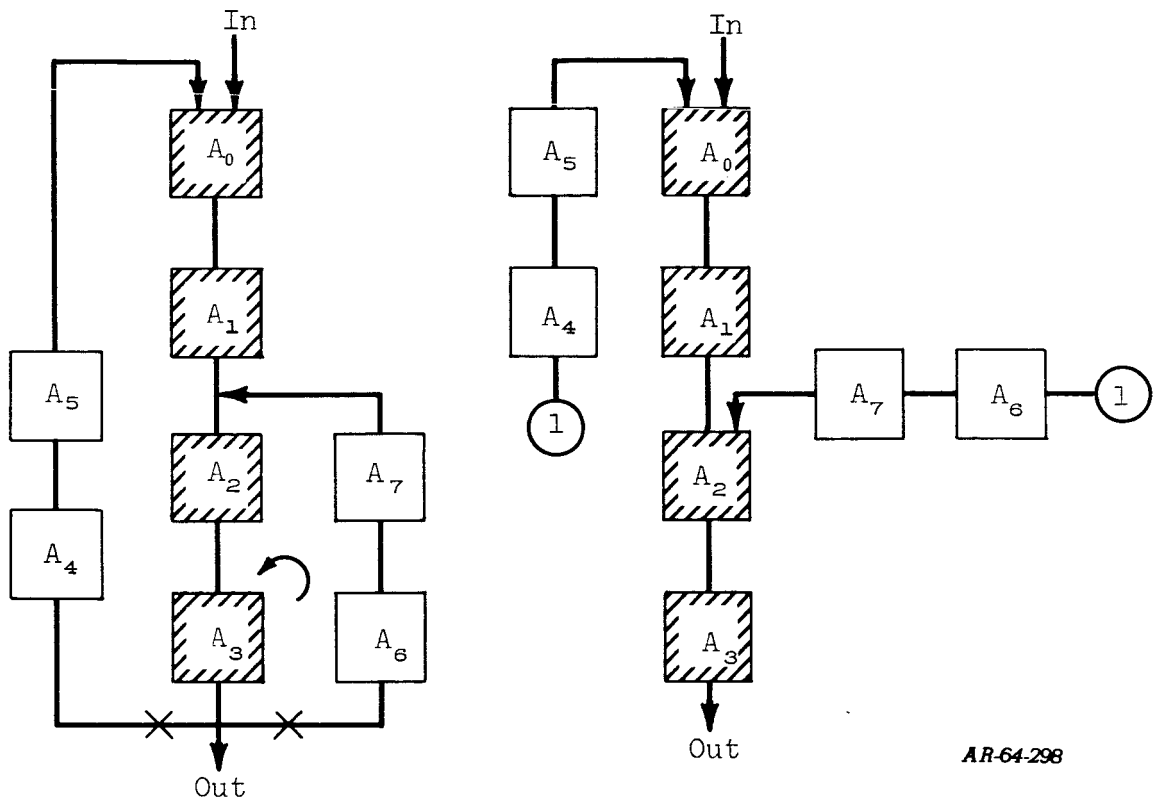 In
A₀
A₁
A₅
A₂
A₇
A₄
A₃
A₆
Out
In
A₅
A₀
A₄
A₁
1
A₇
A₆
1
A₂
A₃
Out
AR-64-298